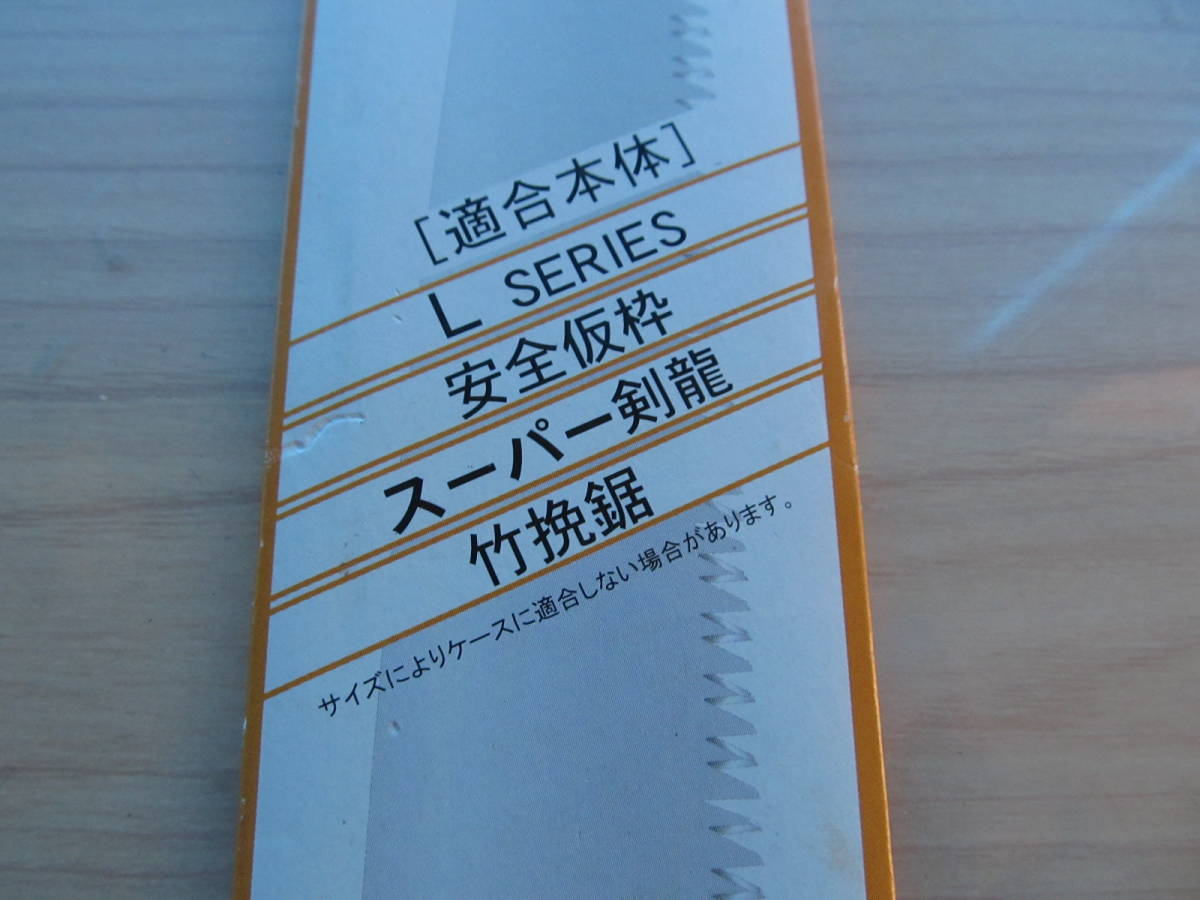 [適合本体]
L SERIES
安全仮枠
スーパー剣龍
竹挽鋸
サイズによりケースに適合しない場合があります。